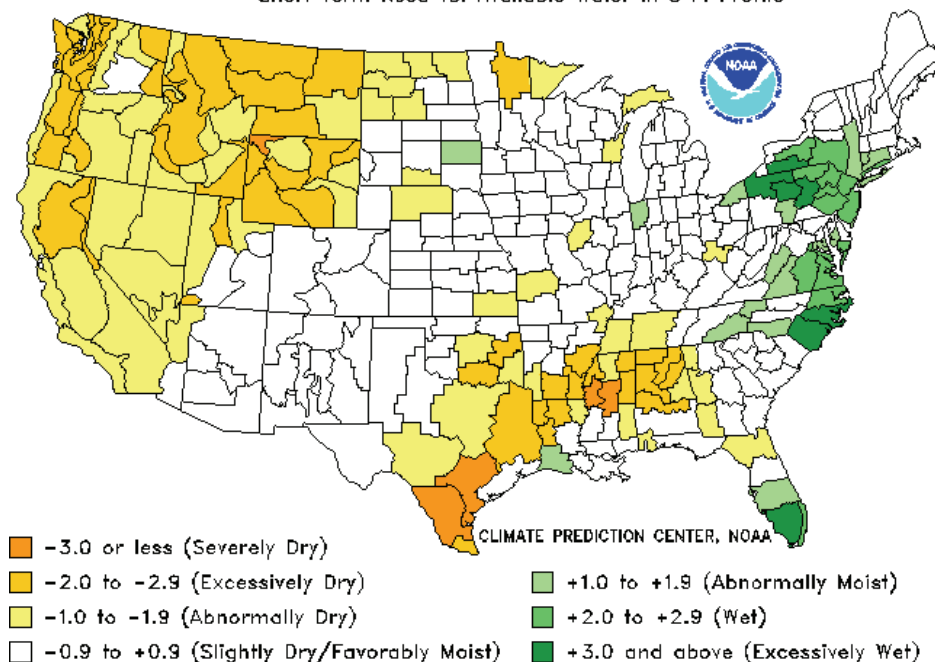 NOAA
CLIMATE PREDICTION CENTER, NOAA
-3.0 or less (Severely Dry)
-2.0 to -2.9 (Excessively Dry)
-1.0 to -1.9 (Abnormally Dry)
-0.9 to +0.9 (Slightly Dry/Favorably Moist)
+1.0 to +1.9 (Abnormally Moist)
+2.0 to +2.9 (Wet)
+3.0 and above (Excessively Wet)